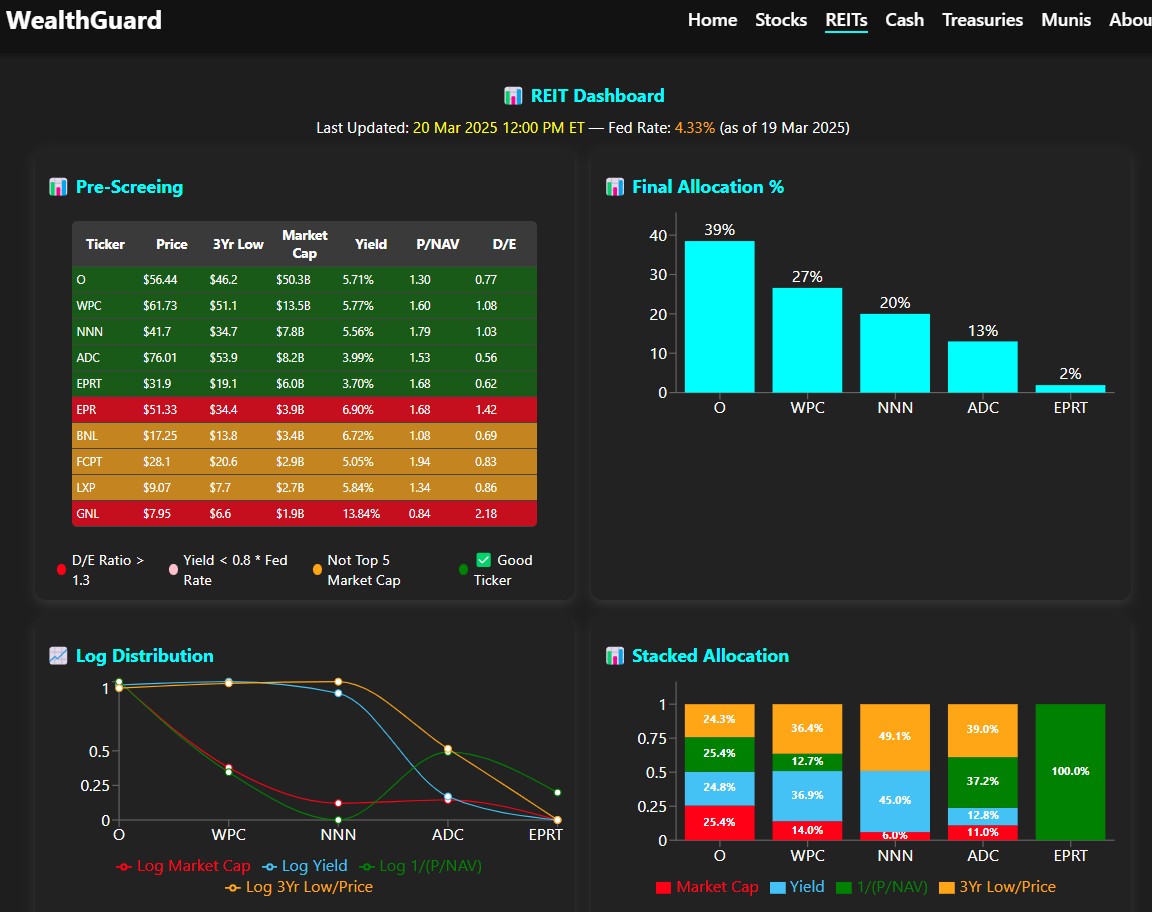 WealthGuard
Home Stocks REITs Cash Treasuries Munis Abou
REIT Dashboard
Last Updated: 20 Mar 2025 12:00 PM ET — Fed Rate: 4.33% (as of 19 Mar 2025)
Pre-Screeing
Ticker Price 3Yr Low Market Cap Yield P/NAV D/E
O $56.44 $46.2 $50.3B 5.71% 1.30 0.77
WPC $61.73 $51.1 $13.5B 5.77% 1.60 1.08
NNN $41.7 $34.7 $7.8B 5.56% 1.79 1.03
ADC $76.01 $53.9 $8.2B 3.99% 1.53 0.56
EPRT $31.9 $19.1 $6.0B 3.70% 1.68 0.62
EPR $51.33 $34.4 $3.9B 6.90% 1.68 1.42
BNL $17.25 $13.8 $3.4B 6.72% 1.08 0.69
FCPT $28.1 $20.6 $2.9B 5.05% 1.94 0.83
LXP $9.07 $7.7 $2.7B 5.84% 1.34 0.86
GNL $7.95 $6.6 $1.9B 13.84% 0.84 2.18
D/E Ratio > 1.3
Yield < 0.8 * Fed Rate
Not Top 5 Market Cap
✅ Good Ticker
Final Allocation %
40
30
20
10
0
39%
27%
20%
13%
2%
O WPC NNN ADC EPRT
Log Distribution
1
0.5
0.25
0
O WPC NNN ADC EPRT
Log Market Cap Log Yield Log 1/(P/NAV)
Log 3Yr Low/Price
Stacked Allocation
1
0.75
0.5
0.25
0
24.3% 25.4% 24.8% 25.4%
36.4% 12.7% 36.9% 14.0%
49.1% 45.0% 6.0%
39.0% 37.2% 12.8% 11.0%
100.0%
O WPC NNN ADC EPRT
Market Cap Yield 1/(P/NAV) 3Yr Low/Price